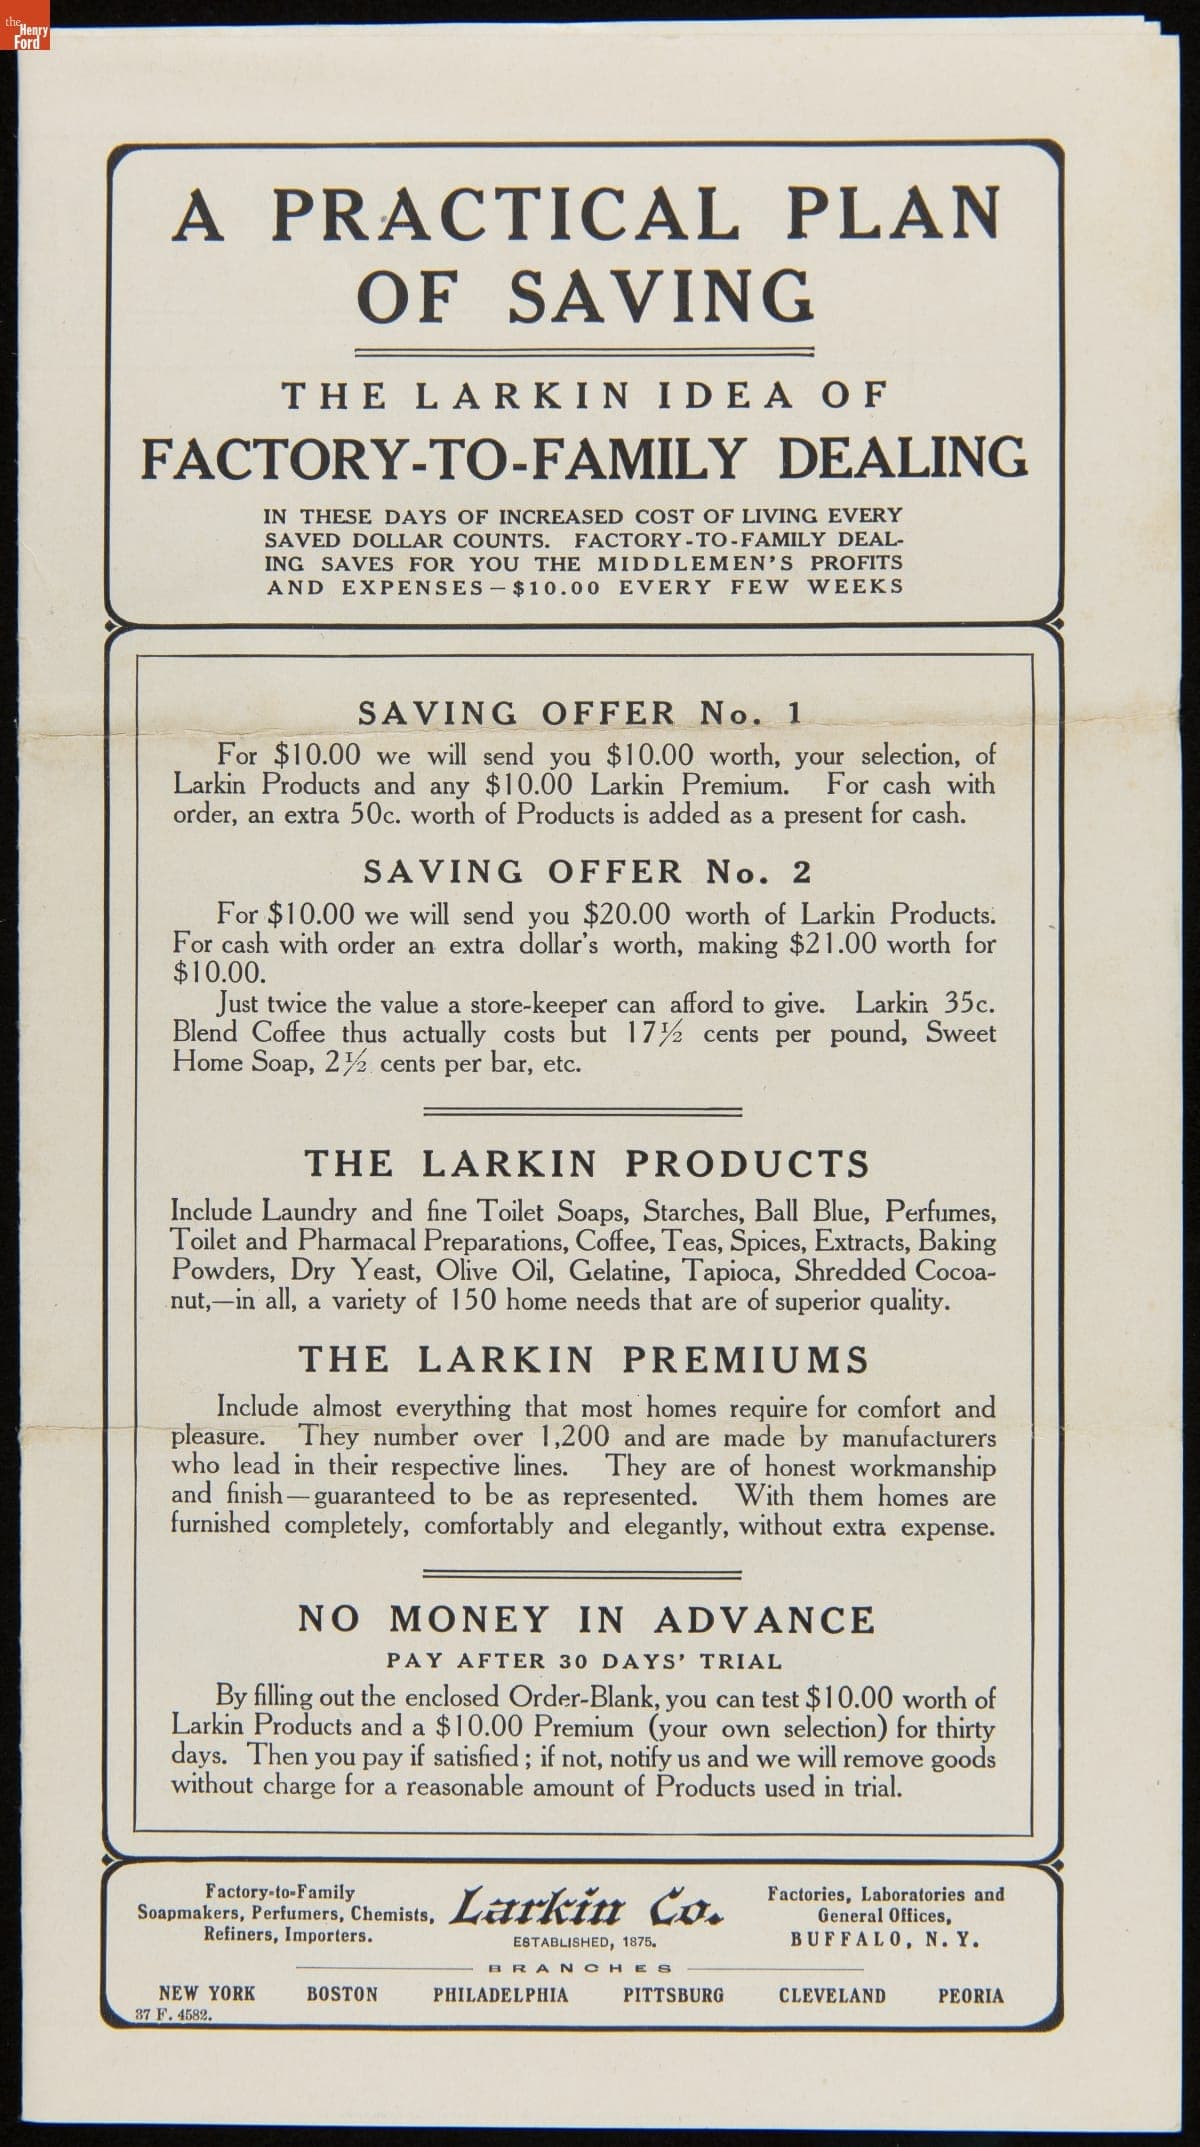 the
Henry
Ford
A PRACTICAL PLAN
OF SAVING
THE LARKIN IDEA OF
FACTORY-TO-FAMILY DEALING
IN THESE DAYS OF INCREASED COST OF LIVING EVERY
SAVED DOLLAR COUNTS. FACTORY-TO-FAMILY DEAL-
ING SAVES FOR YOU THE MIDDLEMEN'S PROFITS
AND EXPENSES—$10.00 EVERY FEW WEEKS
SAVING OFFER No. 1
For $10.00 we will send you $10.00 worth, your selection, of
Larkin Products and any $10.00 Larkin Premium. For cash with
order, an extra 50c. worth of Products is added as a present for cash.
SAVING OFFER No. 2
For $10.00 we will send you $20.00 worth of Larkin Products.
For cash with order an extra dollar's worth, making $21.00 worth for
$10.00.
Just twice the value a store-keeper can afford to give. Larkin 35c.
Blend Coffee thus actually costs but 17½ cents per pound, Sweet
Home Soap, 2½ cents per bar, etc.
THE LARKIN PRODUCTS
Include Laundry and fine Toilet Soaps, Starches, Ball Blue, Perfumes,
Toilet and Pharmacal Preparations, Coffee, Teas, Spices, Extracts, Baking
Powders, Dry Yeast, Olive Oil, Gelatine, Tapioca, Shredded Cocoa-
nut,—in all, a variety of 150 home needs that are of superior quality.
THE LARKIN PREMIUMS
Include almost everything that most homes require for comfort and
pleasure. They number over 1,200 and are made by manufacturers
who lead in their respective lines. They are of honest workmanship
and finish—guaranteed to be as represented. With them homes are
furnished completely, comfortably and elegantly, without extra expense.
NO MONEY IN ADVANCE
PAY AFTER 30 DAYS' TRIAL
By filling out the enclosed Order-Blank, you can test $10.00 worth of
Larkin Products and a $10.00 Premium (your own selection) for thirty
days. Then you pay if satisfied; if not, notify us and we will remove goods
without charge for a reasonable amount of Products used in trial.
Factory-to-Family
Soapmakers, Perfumers, Chemists,
Refiners, Importers.
Larkin Co.
ESTABLISHED, 1875.
Factories, Laboratories and
General Offices,
BUFFALO, N. Y.
BRANCHES
NEW YORK BOSTON PHILADELPHIA PITTSBURG CLEVELAND PEORIA
37 F. 4582.